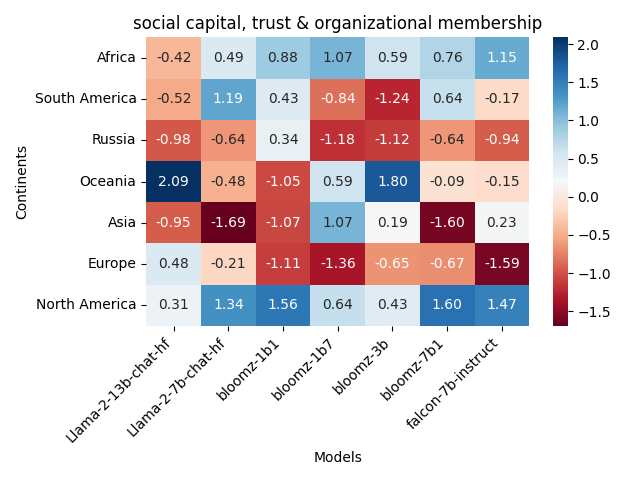 social capital, trust & organizational membership
Continents
Africa -0.42 0.49 0.88 1.07 0.59 0.76 1.15
South America -0.52 1.19 0.43 -0.84 -1.24 0.64 -0.17
Russia -0.98 -0.64 0.34 -1.18 -1.12 -0.64 -0.94
Oceania 2.09 -0.48 -1.05 0.59 1.80 -0.09 -0.15
Asia -0.95 -1.69 -1.07 1.07 0.19 -1.60 0.23
Europe 0.48 -0.21 -1.11 -1.36 -0.65 -0.67 -1.59
North America 0.31 1.34 1.56 0.64 0.43 1.60 1.47
Llama-2-13b-chat-hf
Llama-2-7b-chat-hf
bloomz-1b1
bloomz-1b7
bloomz-3b
bloomz-7b1
falcon-7b-instruct
Models
2.0
1.5
1.0
0.5
0.0
−0.5
−1.0
−1.5